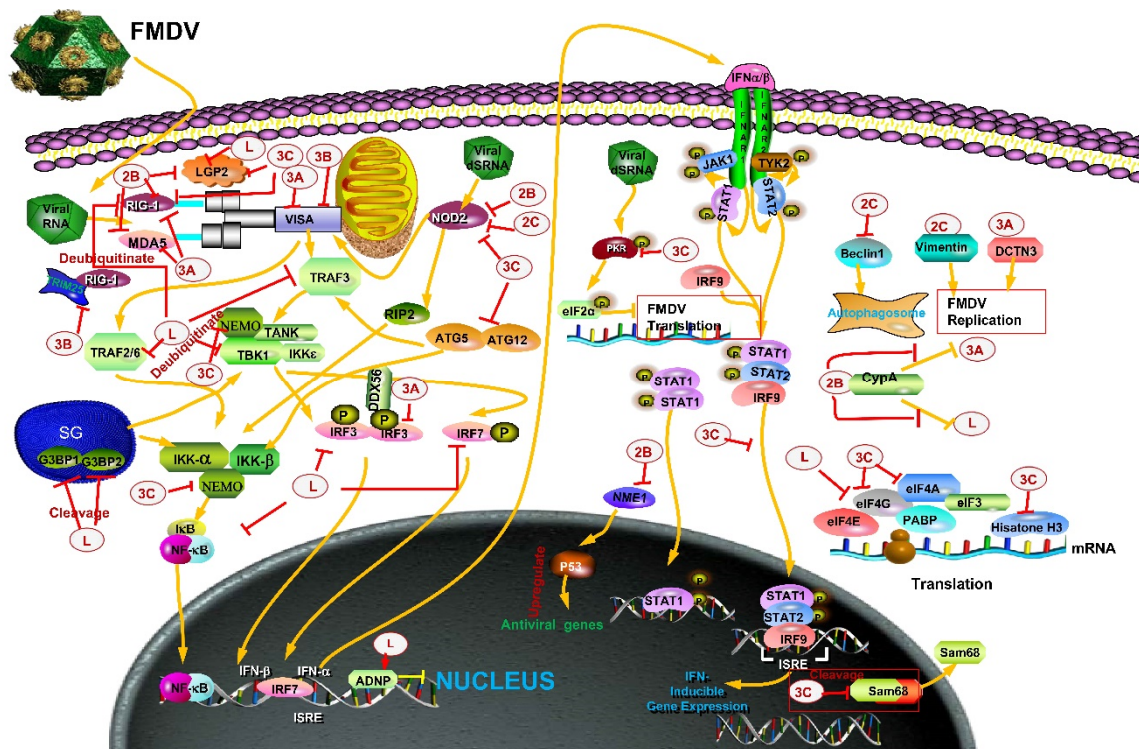 FMDV
IFNα/β
IFNAR1
IFNAR2
L
3C
3B
3A
LGP2
2B
RIG-1
VISA
Viral
dSRNA
NOD2
2B
2C
3C
Viral
RNA
MDA5
Deubiquitinate
3A
TRIM25
RIG-1
TRAF3
3B
L
Deubiquitinate
NEMO
TANK
TBK1
IKKε
TRAF2/6
3C
RIP2
ATG5
ATG12
DDX56
3A
P
IRF3
P
IRF3
IRF7
P
SG
G3BP1
G3BP2
Cleavage
L
IKK-α
IKK-β
NEMO
3C
L
IκB
NF-κB
Viral
dSRNA
P
JAK1
P
TYK2
P
P
STAT1
P
STAT2
P
PKR
P
3C
IRF9
eIF2α
P
FMDV
Translation
P
STAT1
P
STAT2
IRF9
P
STAT1
P
STAT1
3C
2B
NME1
2C
Beclin1
Autophagosome
2C
Vimentin
3A
DCTN3
FMDV
Replication
3A
2B
CypA
L
L
3C
eIF4A
eIF4G
eIF3
eIF4E
PABP
3C
Hisatone H3
mRNA
Translation
P53
Upregulate
Antiviral genes
STAT1
P
P
STAT1
P
STAT2
P
IRF9
ISRE
IFN-
Inducible
Gene Expression
Cleavage
3C
Sam68
Sam68
NF-κB
IFN-β
IRF7
IFN-α
ISRE
L
ADNP
NUCLEUS